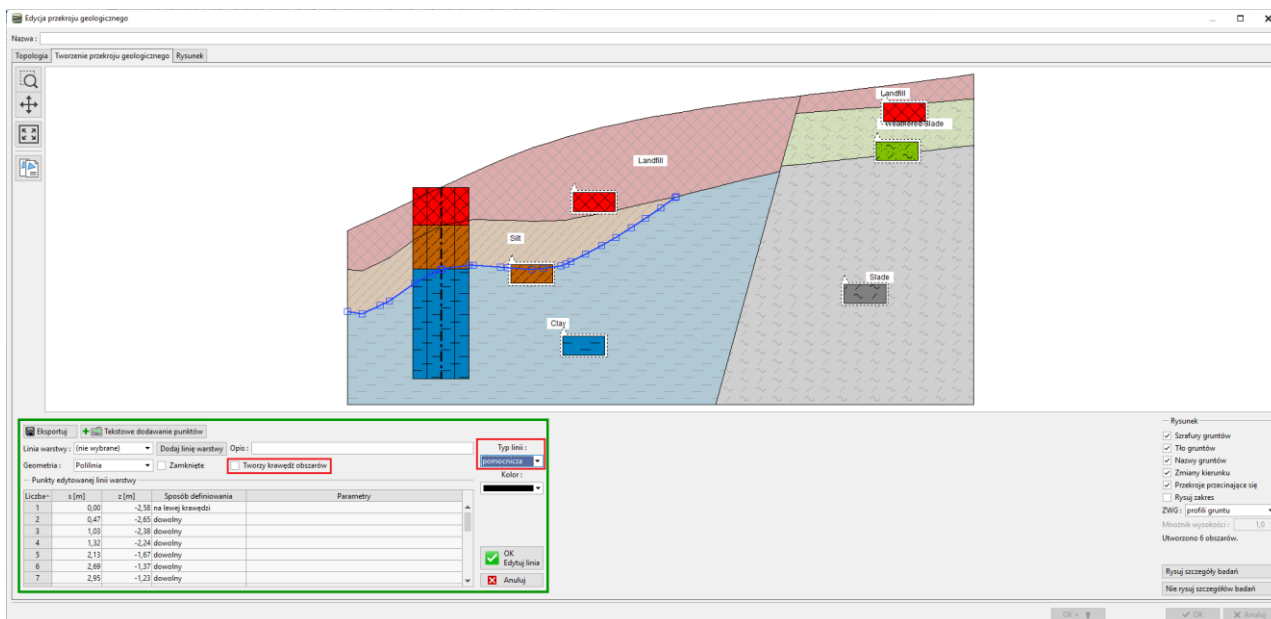 Edycja przekroju geologicznego
Nazwa :
Topologia Tworzenie przekroju geologicznego Rysunek
Landfill
Weathered Slade
Landfill
Silt
Slade
Clay
Eksportuj Tekstowe dodawanie punktów
Linia warstwy : (nie wybrane) Dodaj linię warstwy Opis :
Geometria : Polilinia Zamknięte Tworzy krawędź obszarów
Typ linii :
pomocnicza
Kolor :
Punkty edytowanej linii warstwy
Liczba s [m] z [m] Sposób definiowania Parametry
1 0,00 -2,58 na lewej krawędzi
2 0,47 -2,65 dowolny
3 1,03 -2,38 dowolny
4 1,32 -2,24 dowolny
5 2,13 -1,67 dowolny
6 2,69 -1,37 dowolny
7 2,95 -1,23 dowolny
OK
Edytuj linia
Anuluj
Rysunek
Szrafury gruntów
Tło gruntów
Nazwy gruntów
Zmiany kierunku
Przekroje przecinające się
Rysuj zakres
ZWG : profili gruntu
Mnożnik wysokości : 1,0
Utworzono 6 obszarów.
Rysuj szczegóły badań
Nie rysuj szczegółów badań
OK + OK Anuluj